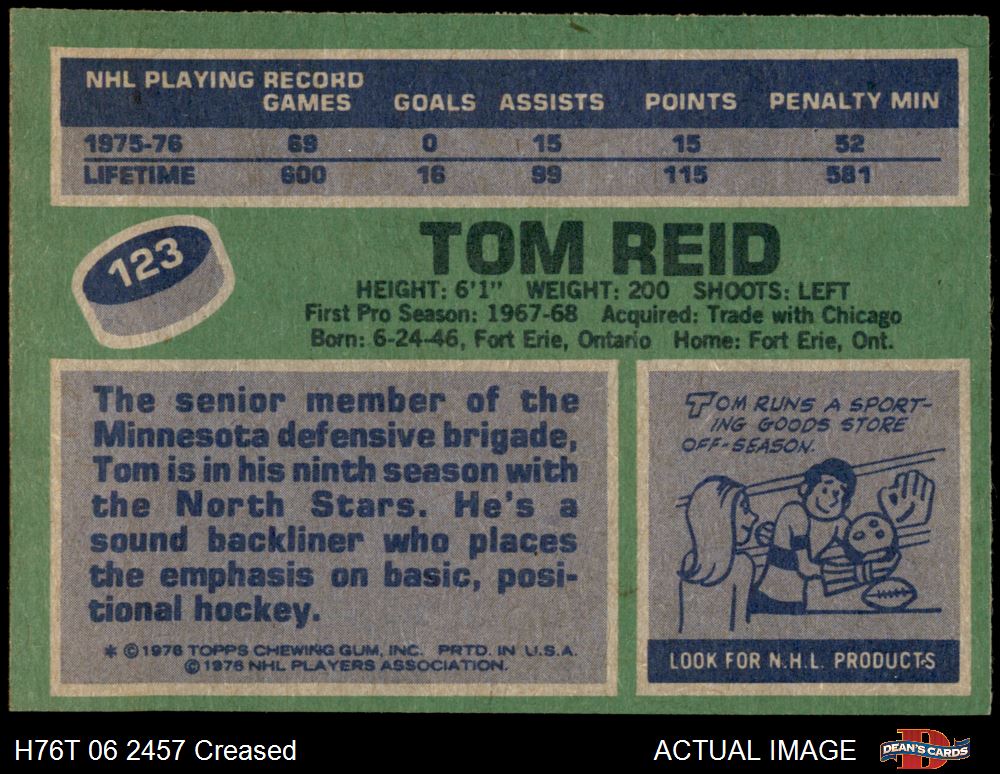 NHL PLAYING RECORD
GAMES GOALS ASSISTS POINTS PENALTY MIN
1975-76 69 0 15 15 52
LIFETIME 600 16 99 115 581
123
TOM REID
HEIGHT: 6'1" WEIGHT: 200 SHOOTS: LEFT
First Pro Season: 1967-68 Acquired: Trade with Chicago
Born: 6-24-46, Fort Erie, Ontario Home: Fort Erie, Ont.
The senior member of the
Minnesota defensive brigade,
Tom is in his ninth season with
the North Stars. He's a
sound backliner who places
the emphasis on basic, posi-
tional hockey.
* © 1976 TOPPS CHEWING GUM, INC. PRTD. IN U.S.A.
© 1976 NHL PLAYERS ASSOCIATION.
TOM RUNS A SPORT-
ING GOODS STORE
OFF-SEASON.
LOOK FOR N.H.L. PRODUCTS
H76T 06 2457 Creased
ACTUAL IMAGE
DEAN'S CARDS